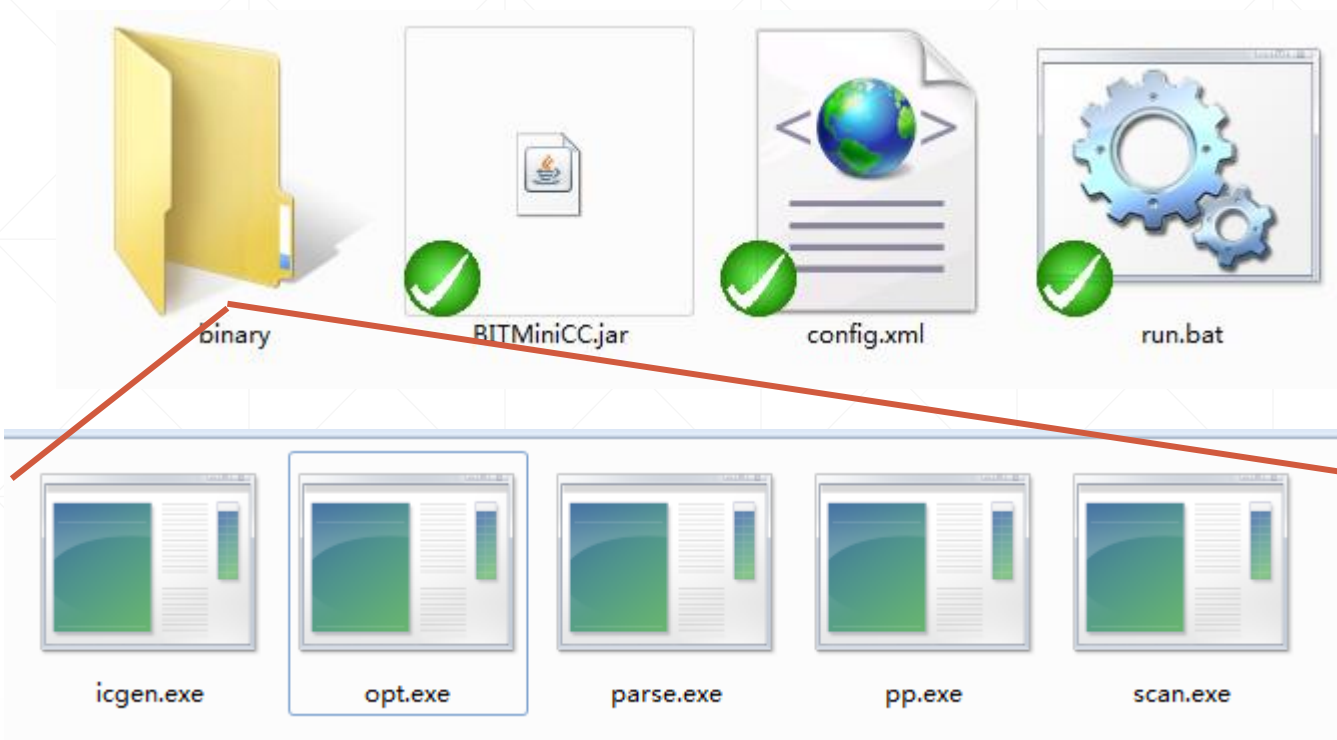 binary
BITMiniCC.jar
config.xml
run.bat
icgen.exe
opt.exe
parse.exe
pp.exe
scan.exe